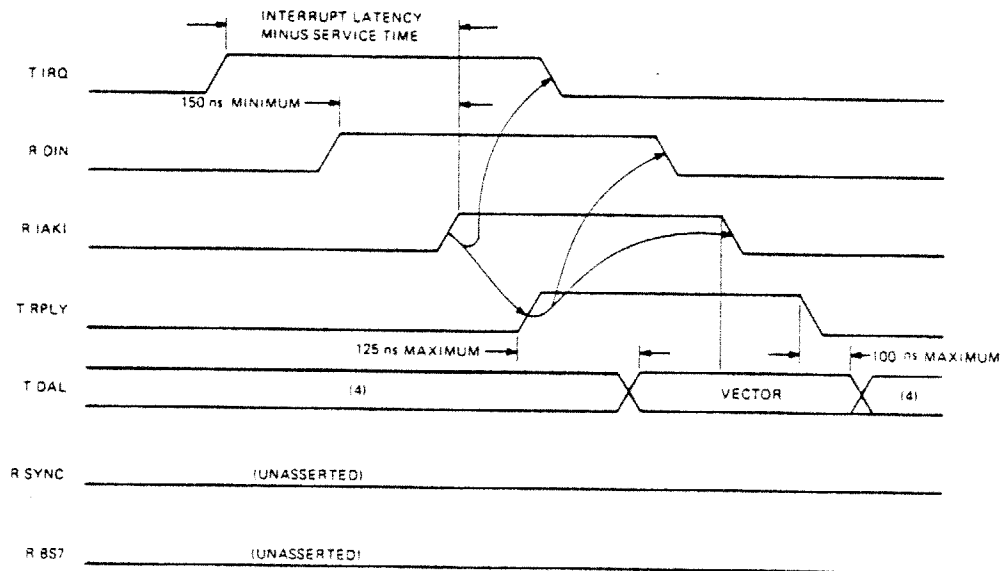 INTERRUPT LATENCY
MINUS SERVICE TIME
T IRQ
150 ns MINIMUM
R DIN
R IAKI
T RPLY
125 ns MAXIMUM
100 ns MAXIMUM
T DAL
(4)
VECTOR
(4)
R SYNC
(UNASSERTED)
R BS7
(UNASSERTED)